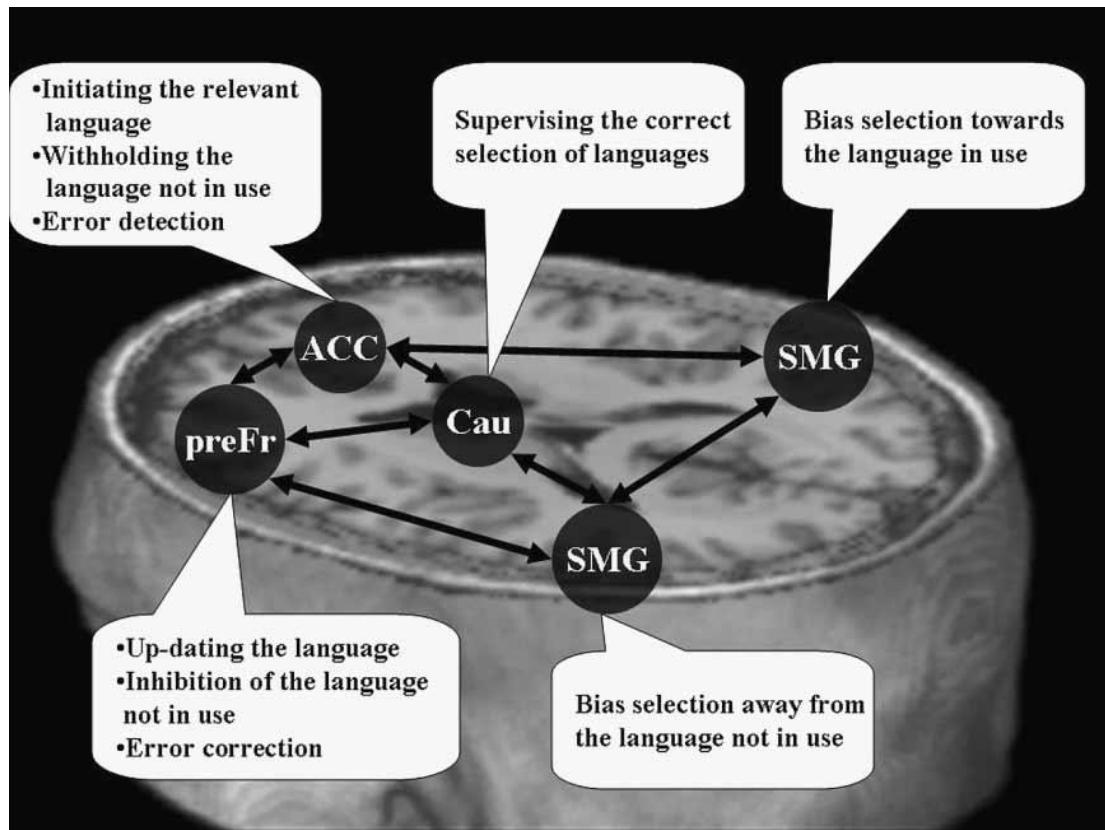 •Initiating the relevant
language
•Withholding the
language not in use
•Error detection
Supervising the correct
selection of languages
Bias selection towards
the language in use
ACC
SMG
Cau
preFr
SMG
•Up-dating the language
•Inhibition of the language
not in use
•Error correction
Bias selection away from
the language not in use